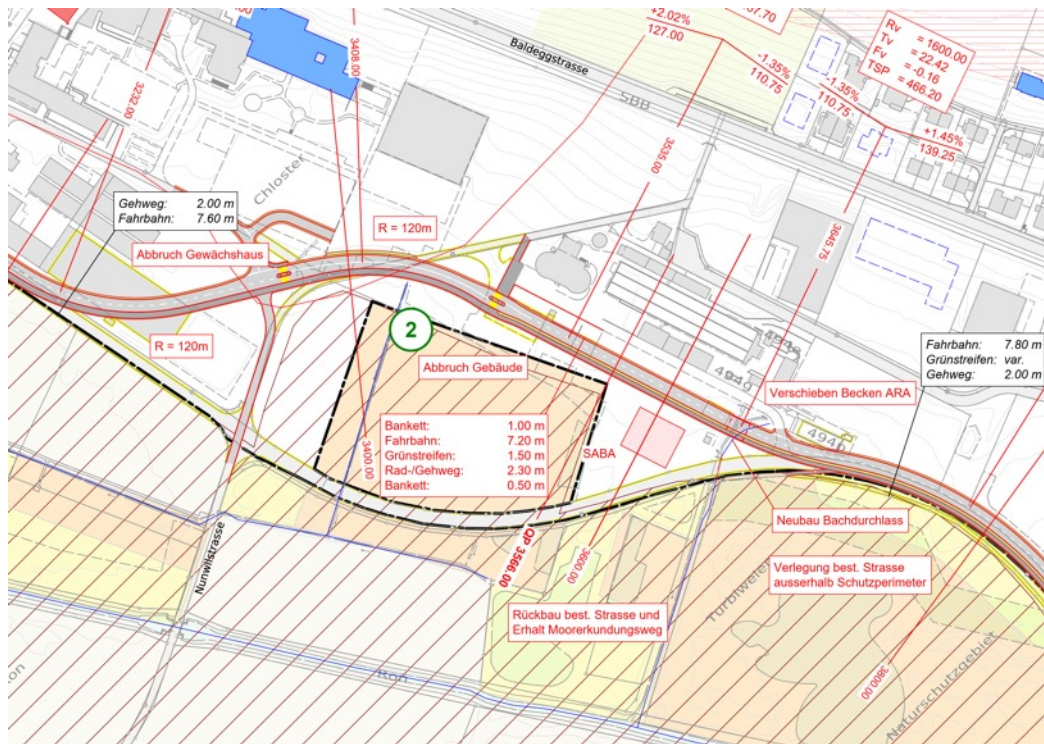 +2.02%
127.00
Baldeggstrasse
SBB
-1.35%
110.75
-1.35%
110.75
+1.45%
139.25
Rv = 1600.00
Tv = 22.42
Fv = -0.16
TSP = 466.20
3232.00
3408.00
3535.00
3645.75
Chloster
Gehweg: 2.00 m
Fahrbahn: 7.60 m
Abbruch Gewächshaus
R = 120m
R = 120m
2
Abbruch Gebäude
Bankett: 1.00 m
Fahrbahn: 7.20 m
Grünstreifen: 1.50 m
Rad-/Gehweg: 2.30 m
Bankett: 0.50 m
3400.00
SABA
4948
4949
4946
Verschieben Becken ARA
Fahrbahn: 7.80 m
Grünstreifen: var.
Gehweg: 2.00 m
Neubau Bachdurchlass
Verlegung best. Strasse
ausserhalb Schutzperimeter
QP 3566.00
3600.00
Nunwilstrasse
Rückbau best. Strasse und
Erhalt Moorerkundungsweg
Turbiweier
Naturschutzgebiet
3800.00
Ron